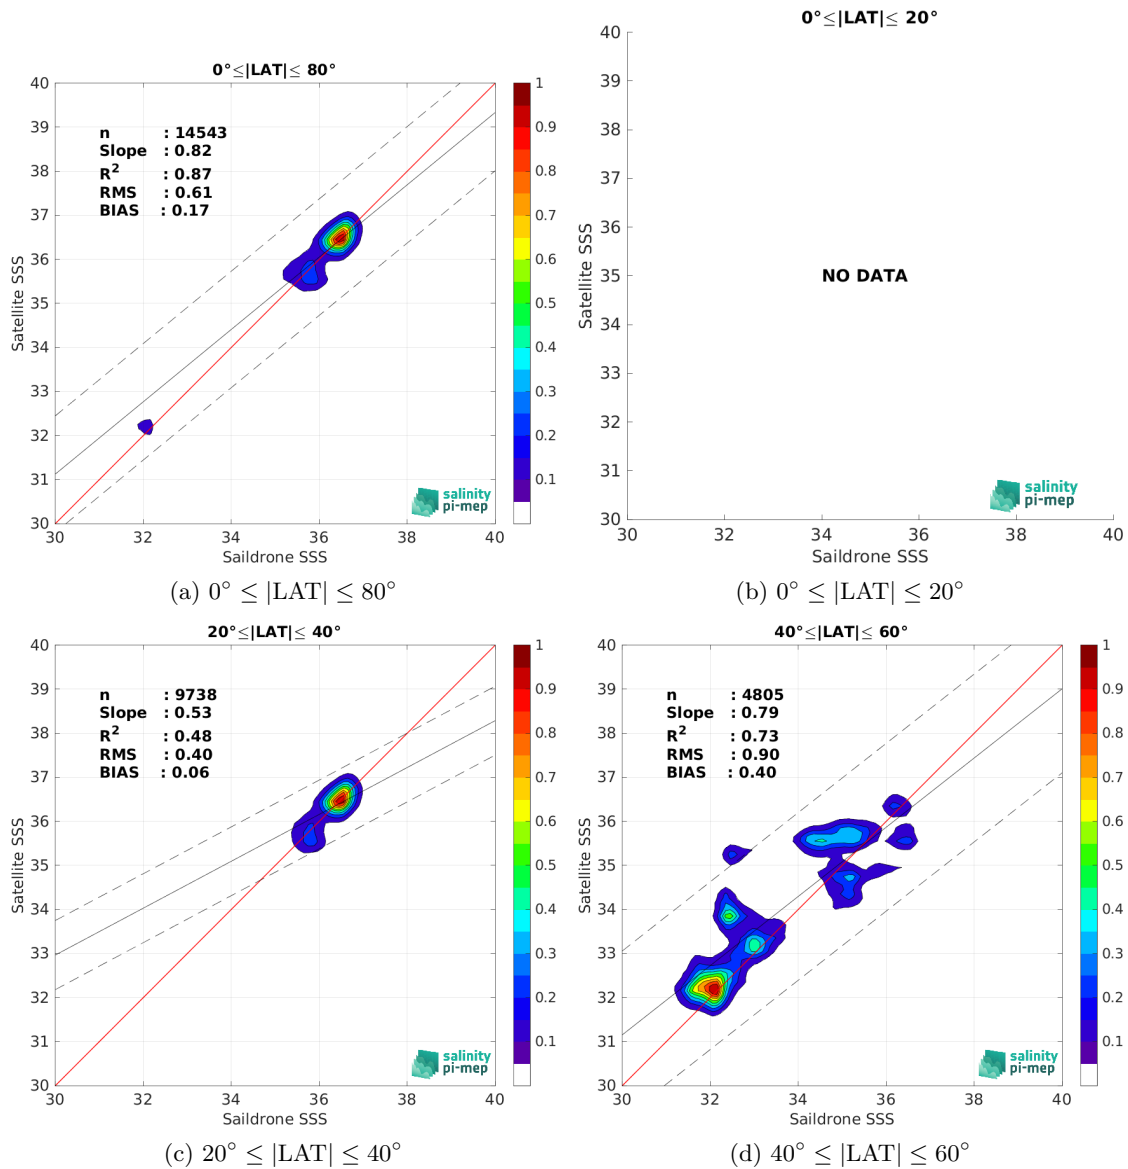 0°≤|LAT|≤ 80°
40
39
38
37
36
35
34
33
32
31
30
30
32
34
36
38
40
Satellite SSS
Saildrone SSS
n : 14543
Slope : 0.82
R² : 0.87
RMS : 0.61
BIAS : 0.17
1
0.9
0.8
0.7
0.6
0.5
0.4
0.3
0.2
0.1
salinity
pi-mep
(a) 0° ≤ |LAT| ≤ 80°
0°≤|LAT|≤ 20°
40
39
38
37
36
35
34
33
32
31
30
30
32
34
36
38
40
Satellite SSS
Saildrone SSS
NO DATA
salinity
pi-mep
(b) 0° ≤ |LAT| ≤ 20°
20°≤|LAT|≤ 40°
40
39
38
37
36
35
34
33
32
31
30
30
32
34
36
38
40
Satellite SSS
Saildrone SSS
n : 9738
Slope : 0.53
R² : 0.48
RMS : 0.40
BIAS : 0.06
1
0.9
0.8
0.7
0.6
0.5
0.4
0.3
0.2
0.1
salinity
pi-mep
(c) 20° ≤ |LAT| ≤ 40°
40°≤|LAT|≤ 60°
40
39
38
37
36
35
34
33
32
31
30
30
32
34
36
38
40
Satellite SSS
Saildrone SSS
n : 4805
Slope : 0.79
R² : 0.73
RMS : 0.90
BIAS : 0.40
1
0.9
0.8
0.7
0.6
0.5
0.4
0.3
0.2
0.1
salinity
pi-mep
(d) 40° ≤ |LAT| ≤ 60°